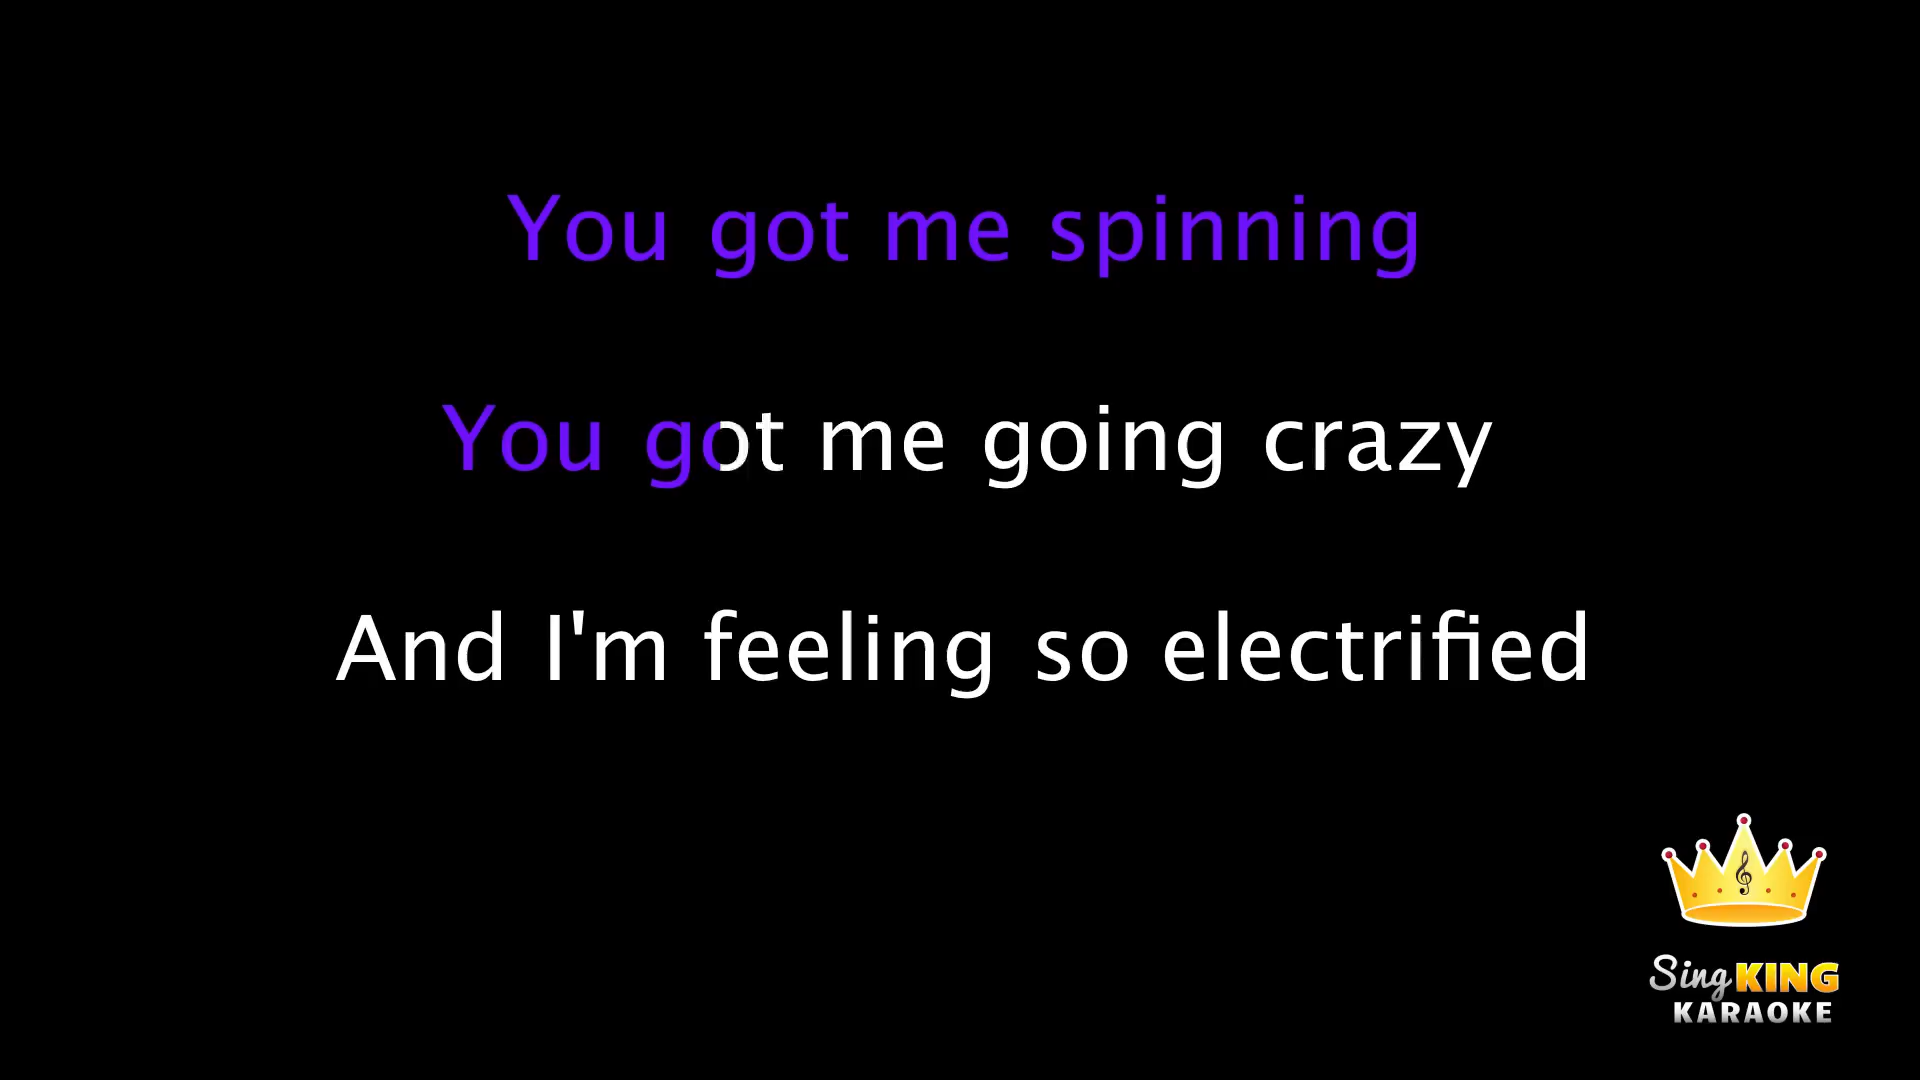 You got me spinning
You got me going crazy
And I'm feeling so electrified
Sing KING
KARAOKE